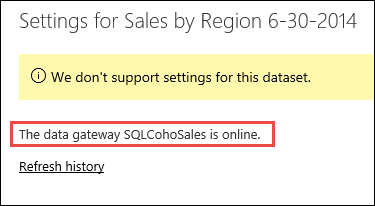 Settings for Sales by Region 6-30-2014
We don't support settings for this dataset.
The data gateway SQLCohoSales is online.
Refresh history